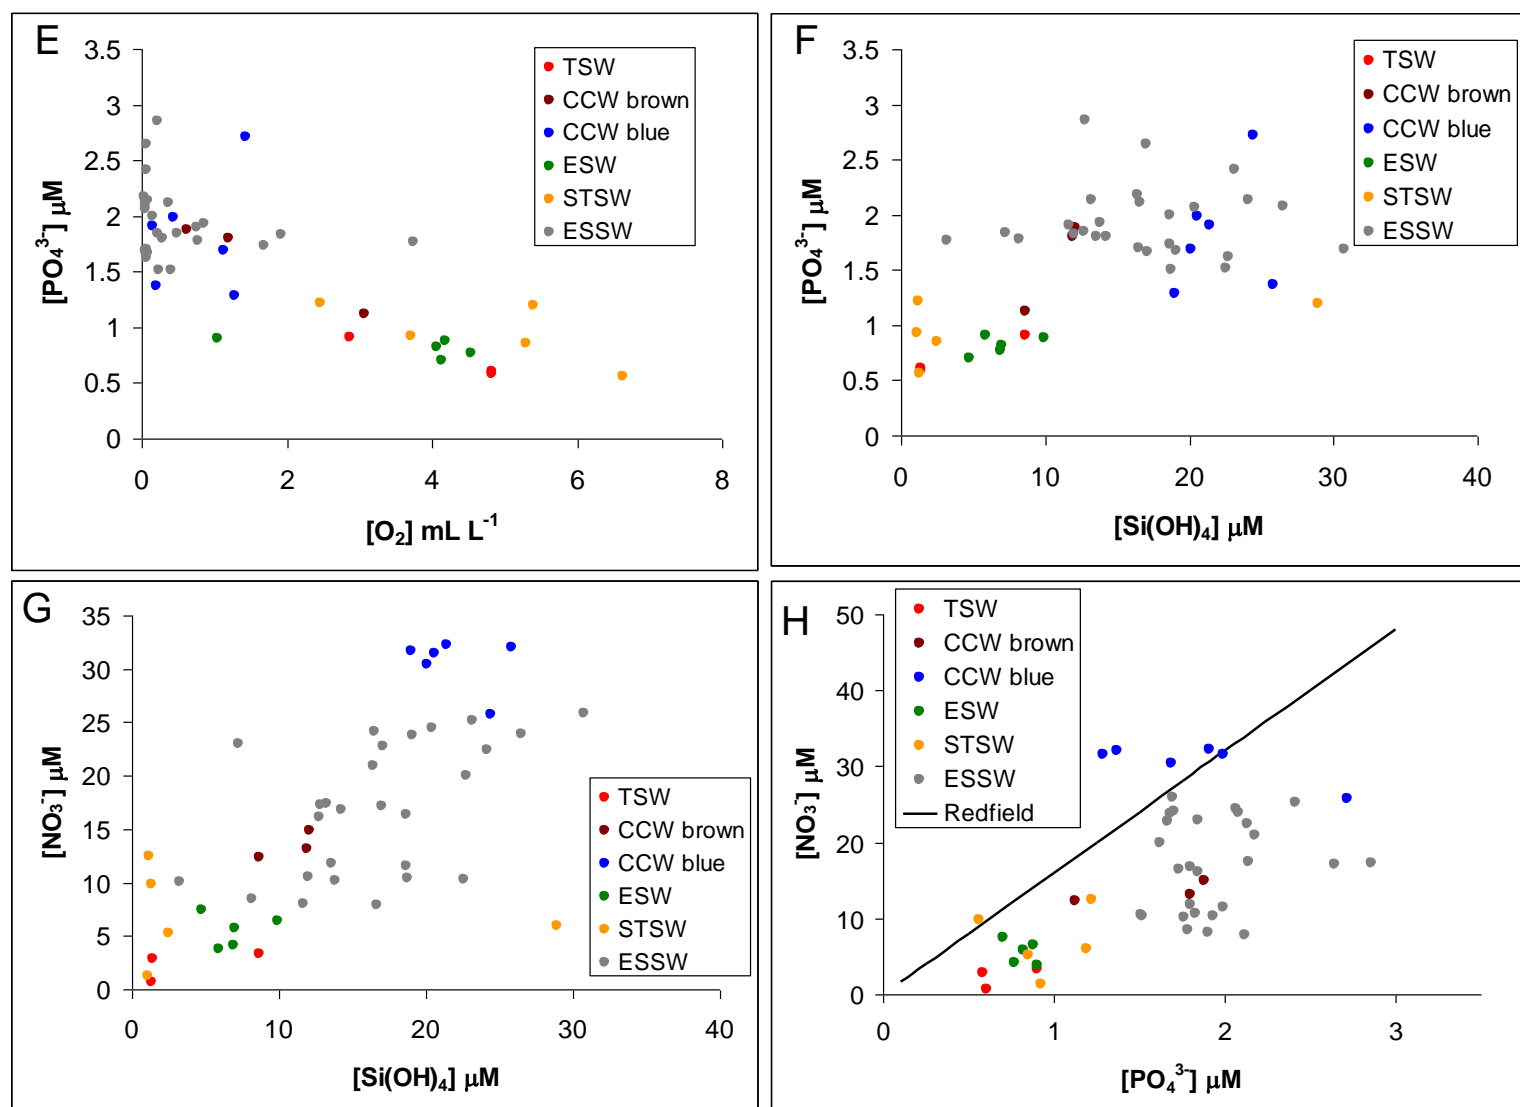 E
3.5
3
2.5
2
1.5
1
0.5
0
[PO₄³⁻] µM
0 2 4 6 8
[O₂] mL L⁻¹
TSW
CCW brown
CCW blue
ESW
STSW
ESSW
F
3.5
3
2.5
2
1.5
1
0.5
0
[PO₄³⁻] µM
0 10 20 30 40
[Si(OH)₄] µM
TSW
CCW brown
CCW blue
ESW
STSW
ESSW
G
35
30
25
20
15
10
5
0
[NO₃⁻] µM
0 10 20 30 40
[Si(OH)₄] µM
TSW
CCW brown
CCW blue
ESW
STSW
ESSW
H
50
40
30
20
10
0
[NO₃⁻] µM
0 1 2 3
[PO₄³⁻] µM
TSW
CCW brown
CCW blue
ESW
STSW
ESSW
Redfield